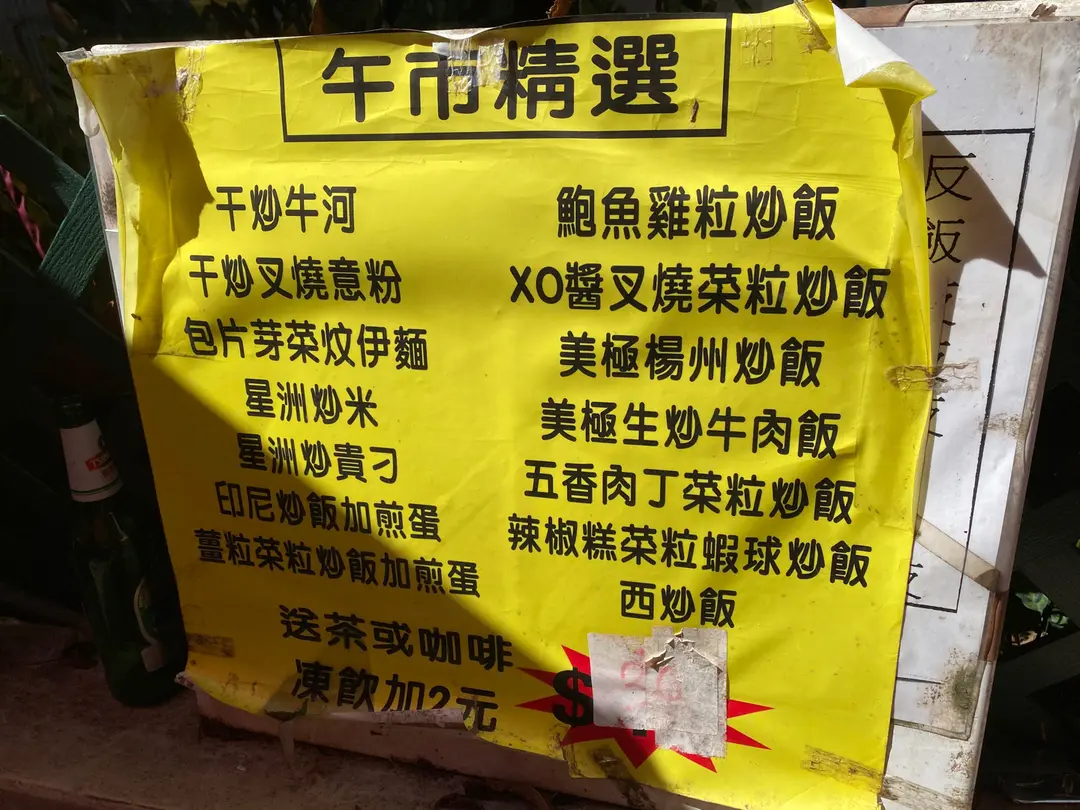 午市精選
干炒牛河
干炒叉燒意粉
包片芽菜炆伊麵
星洲炒米
星洲炒貴刁
印尼炒飯加煎蛋
薑粒菜粒炒飯加煎蛋
送茶或咖啡
凍飲加2元
鮑魚雞粒炒飯
XO醬叉燒菜粒炒飯
美極楊州炒飯
美極生炒牛肉飯
五香肉丁菜粒炒飯
辣椒糕菜粒蝦球炒飯
西炒飯
$
反
飯